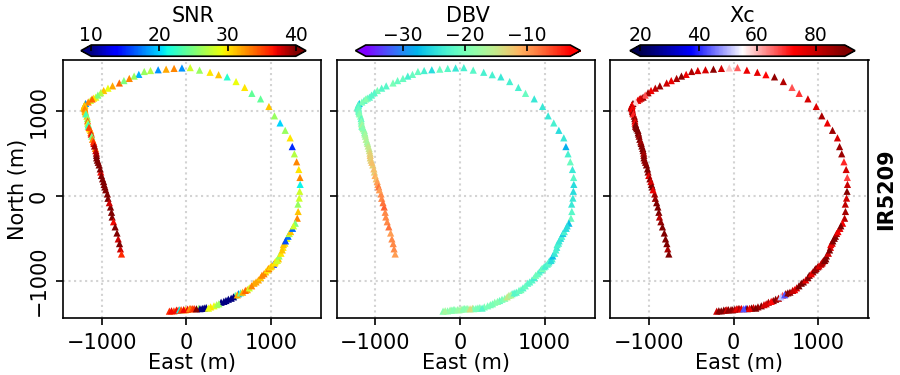 SNR DBV Xc
10 20 30 40 −30 −20 −10 20 40 60 80
1000
0
−1000
North (m)
−1000 0 1000 −1000 0 1000 −1000 0 1000
East (m) East (m) East (m)
IR5209